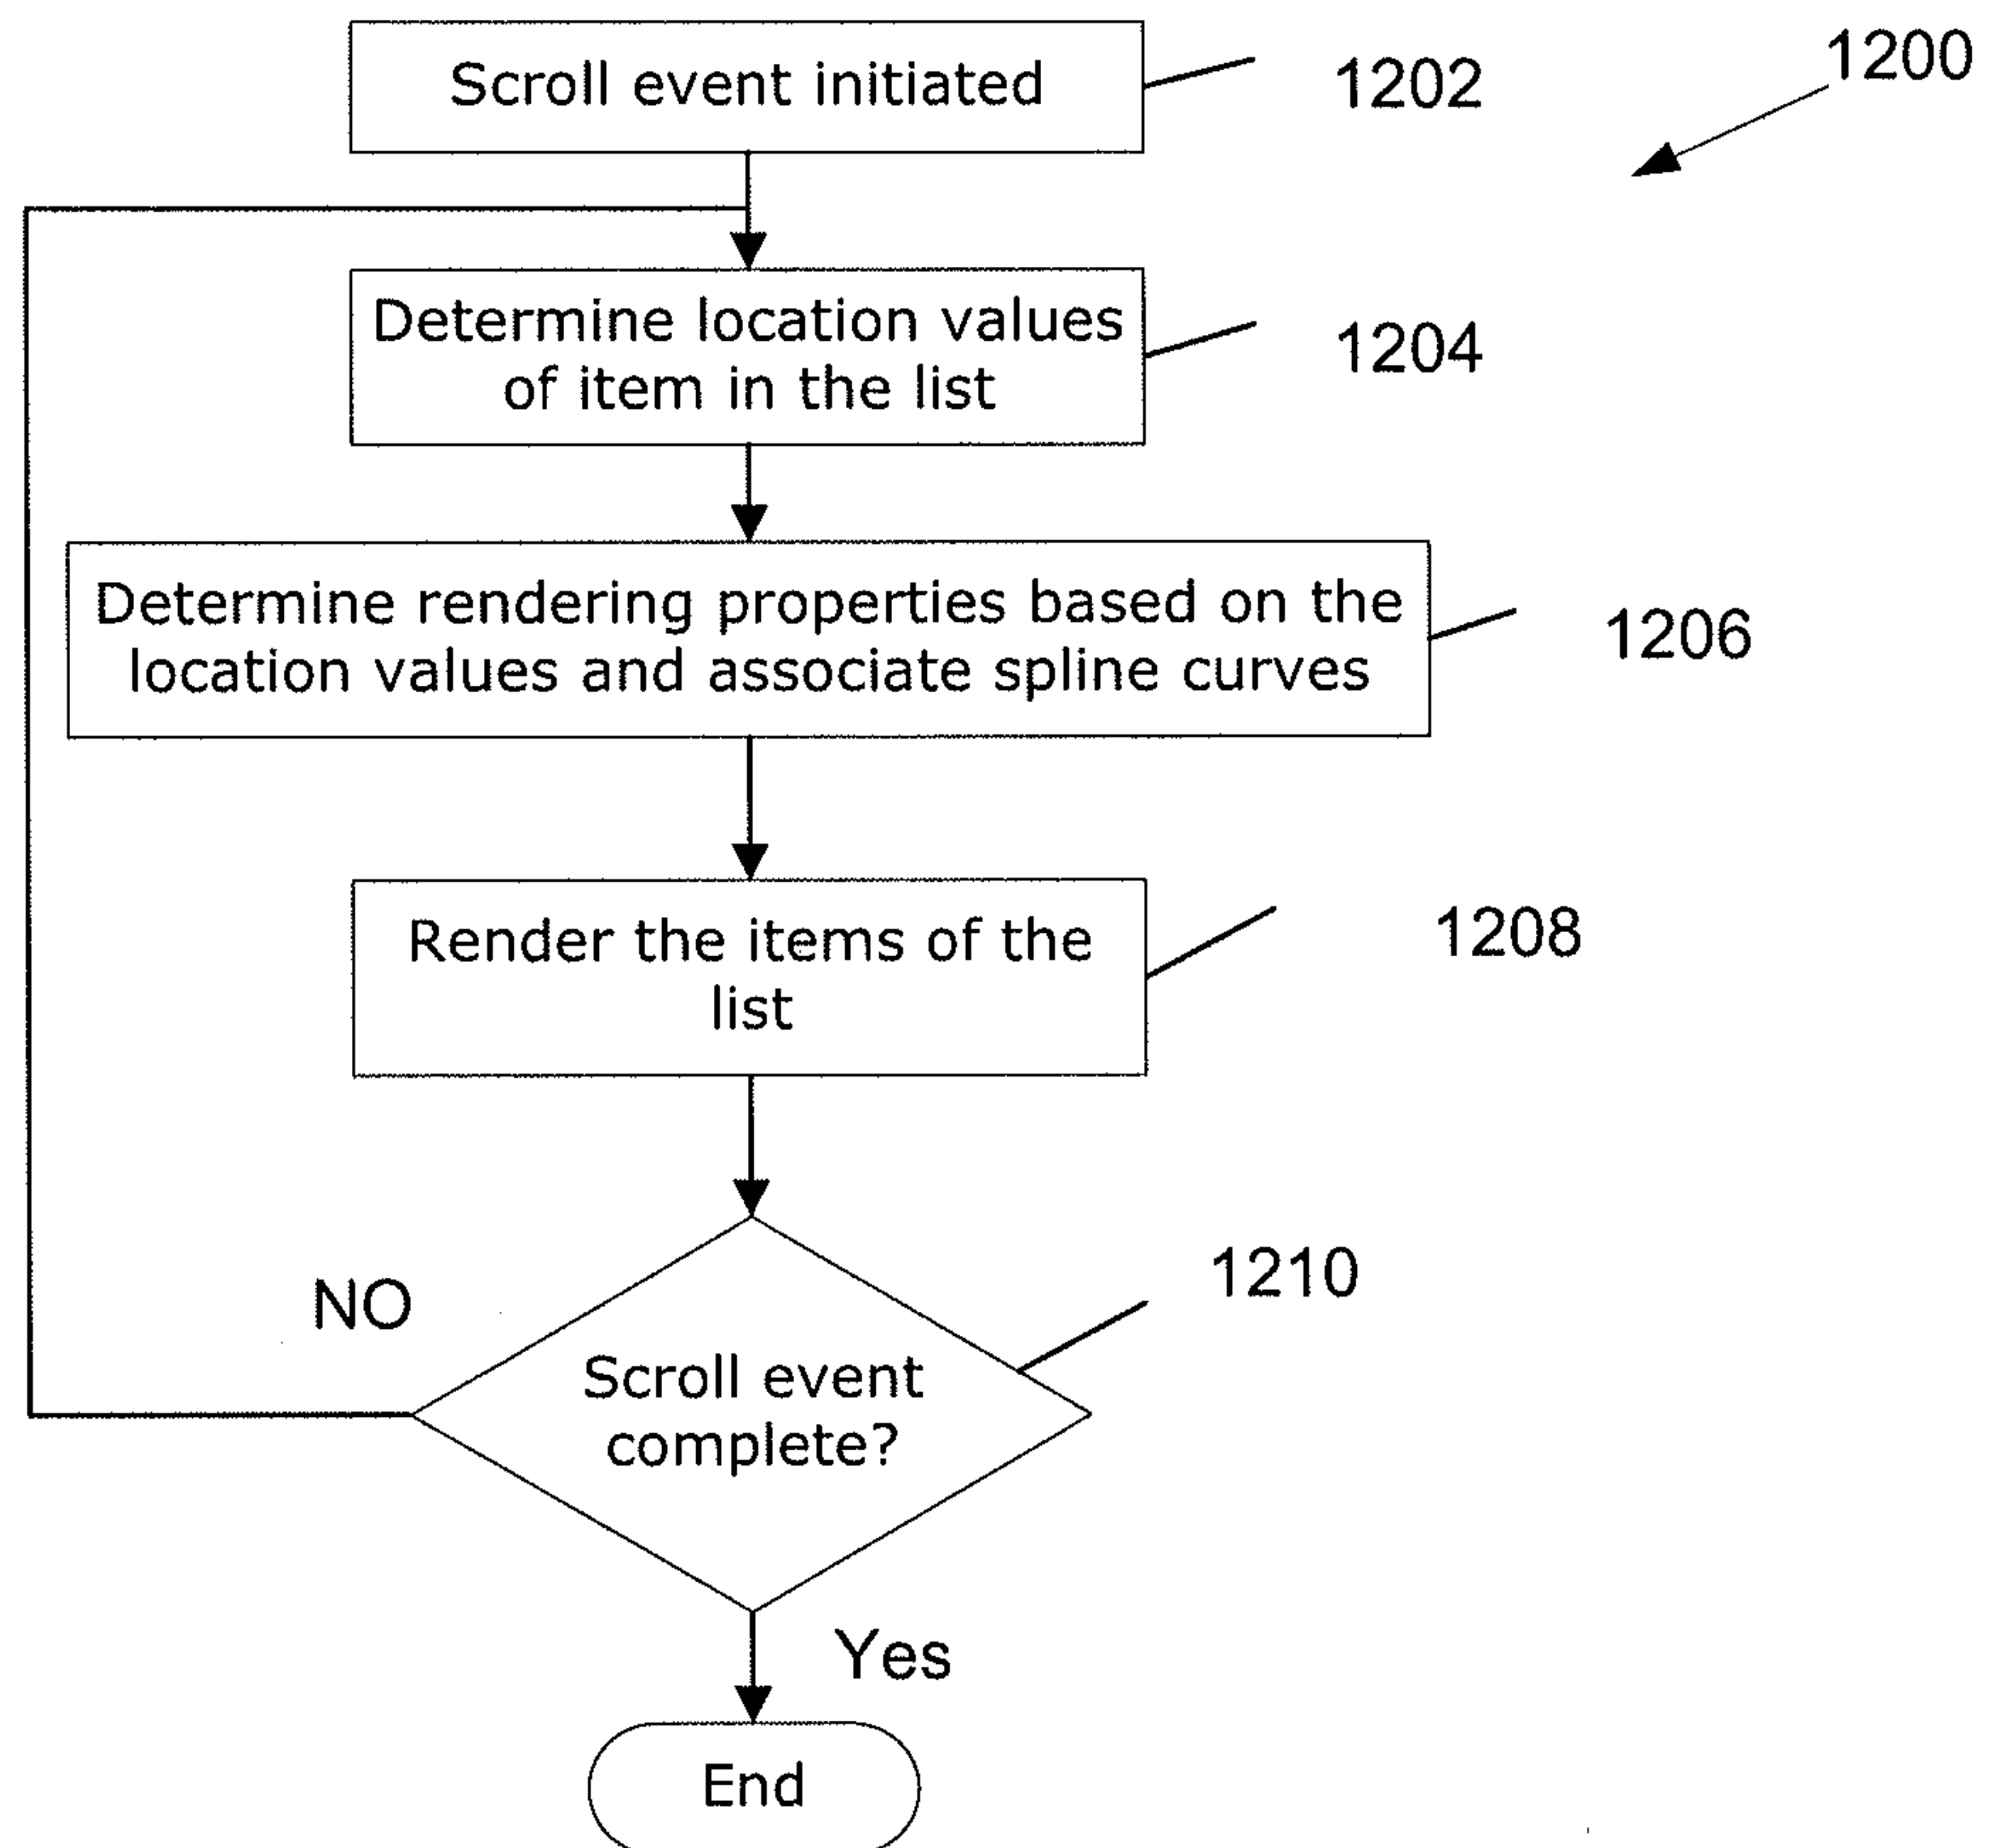 1200
Scroll event initiated
1202
Determine location values
of item in the list
1204
Determine rendering properties based on the
location values and associate spline curves
1206
Render the items of the
list
1208
Scroll event
complete?
1210
NO
Yes
End